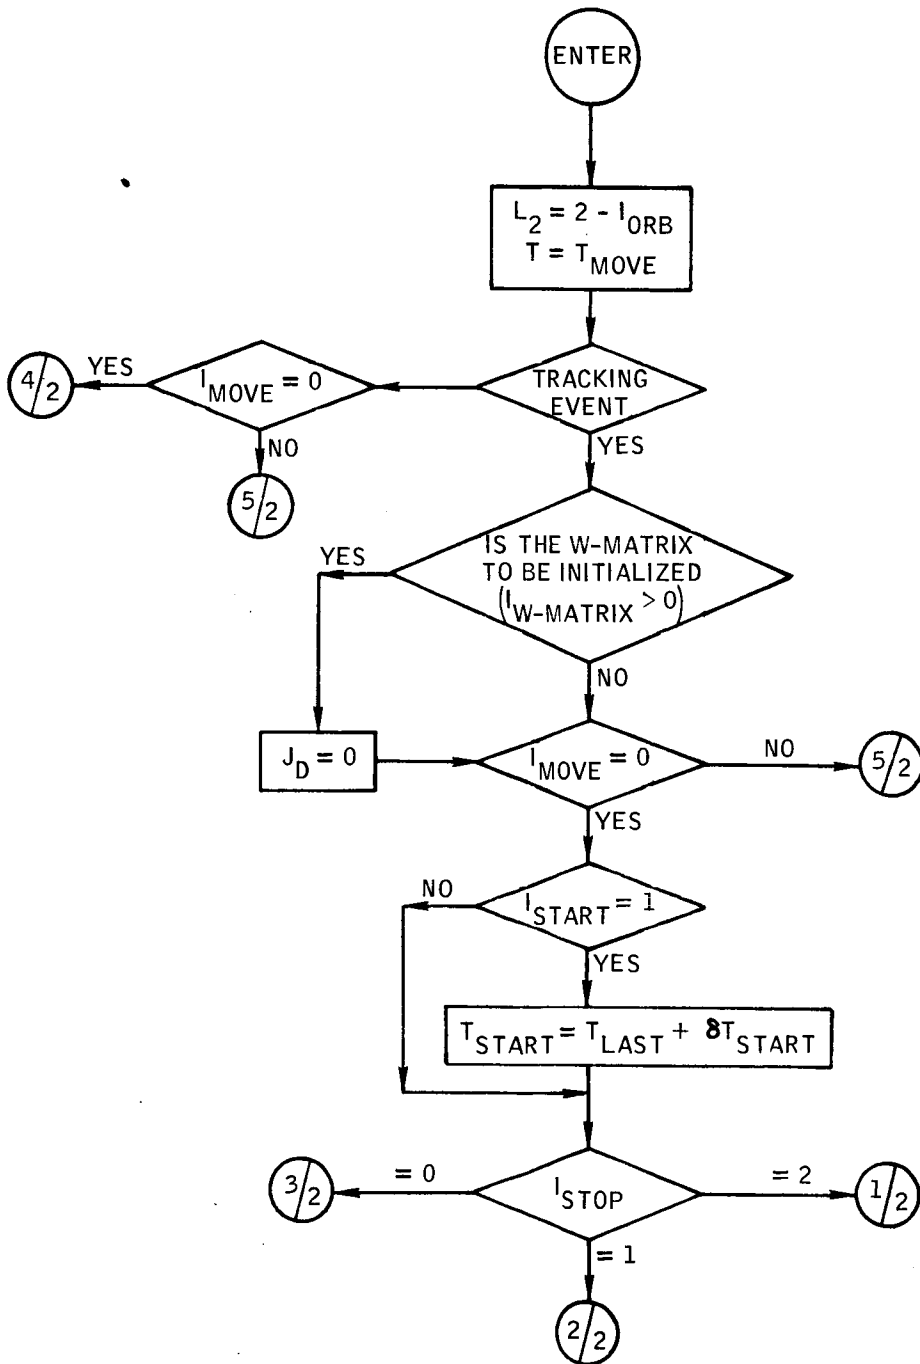 ENTER
L2 = 2 - IORB
T = TMOVE
TRACKING
EVENT
IMOVE = 0
YES
4/2
NO
5/2
YES
IS THE W-MATRIX
TO BE INITIALIZED
(IW-MATRIX > 0)
YES
NO
JD = 0
IMOVE = 0
NO
5/2
YES
ISTART = 1
NO
YES
TSTART = TLAST + δTSTART
ISTOP
= 0
3/2
= 2
1/2
= 1
2/2